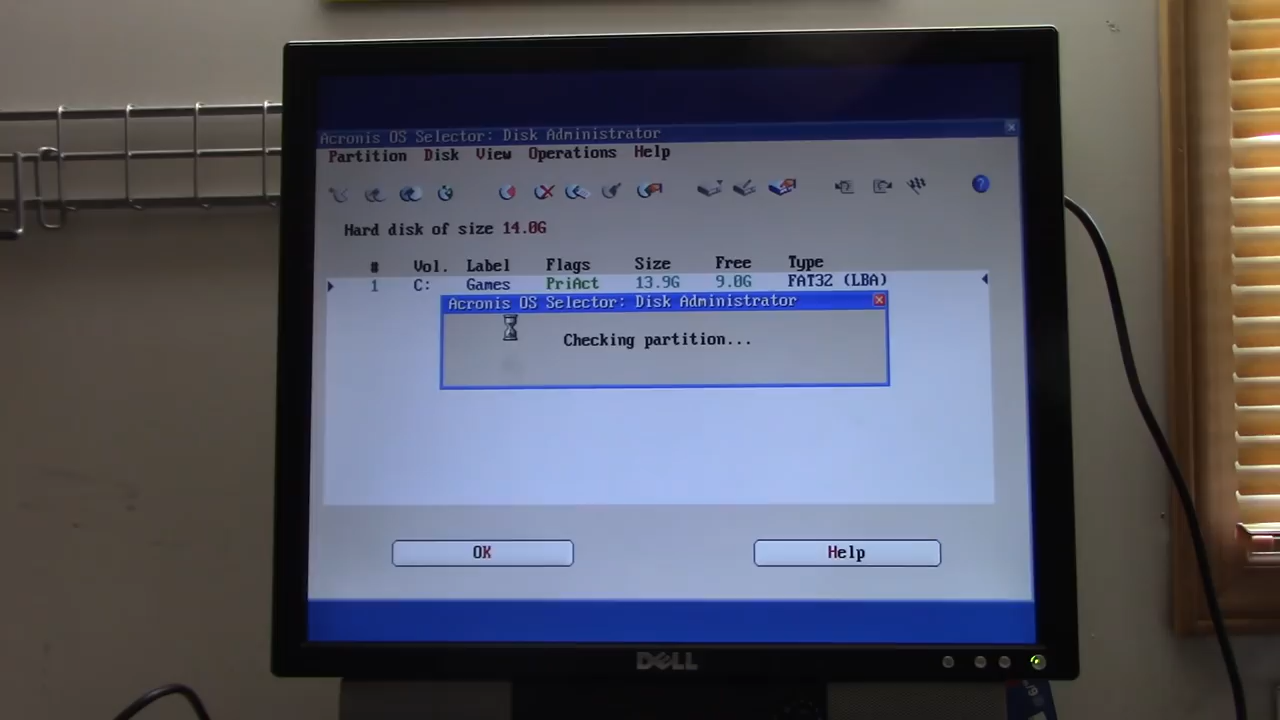 Acronis OS Selector: Disk Administrator
Partition Disk View Operations Help
Hard disk of size 14.0G
# Vol. Label Flags Size Free Type
1 C: Games PriAct 13.9G 9.0G FAT32 (LBA)
Acronis OS Selector: Disk Administrator
Checking partition...
OK Help
DELL